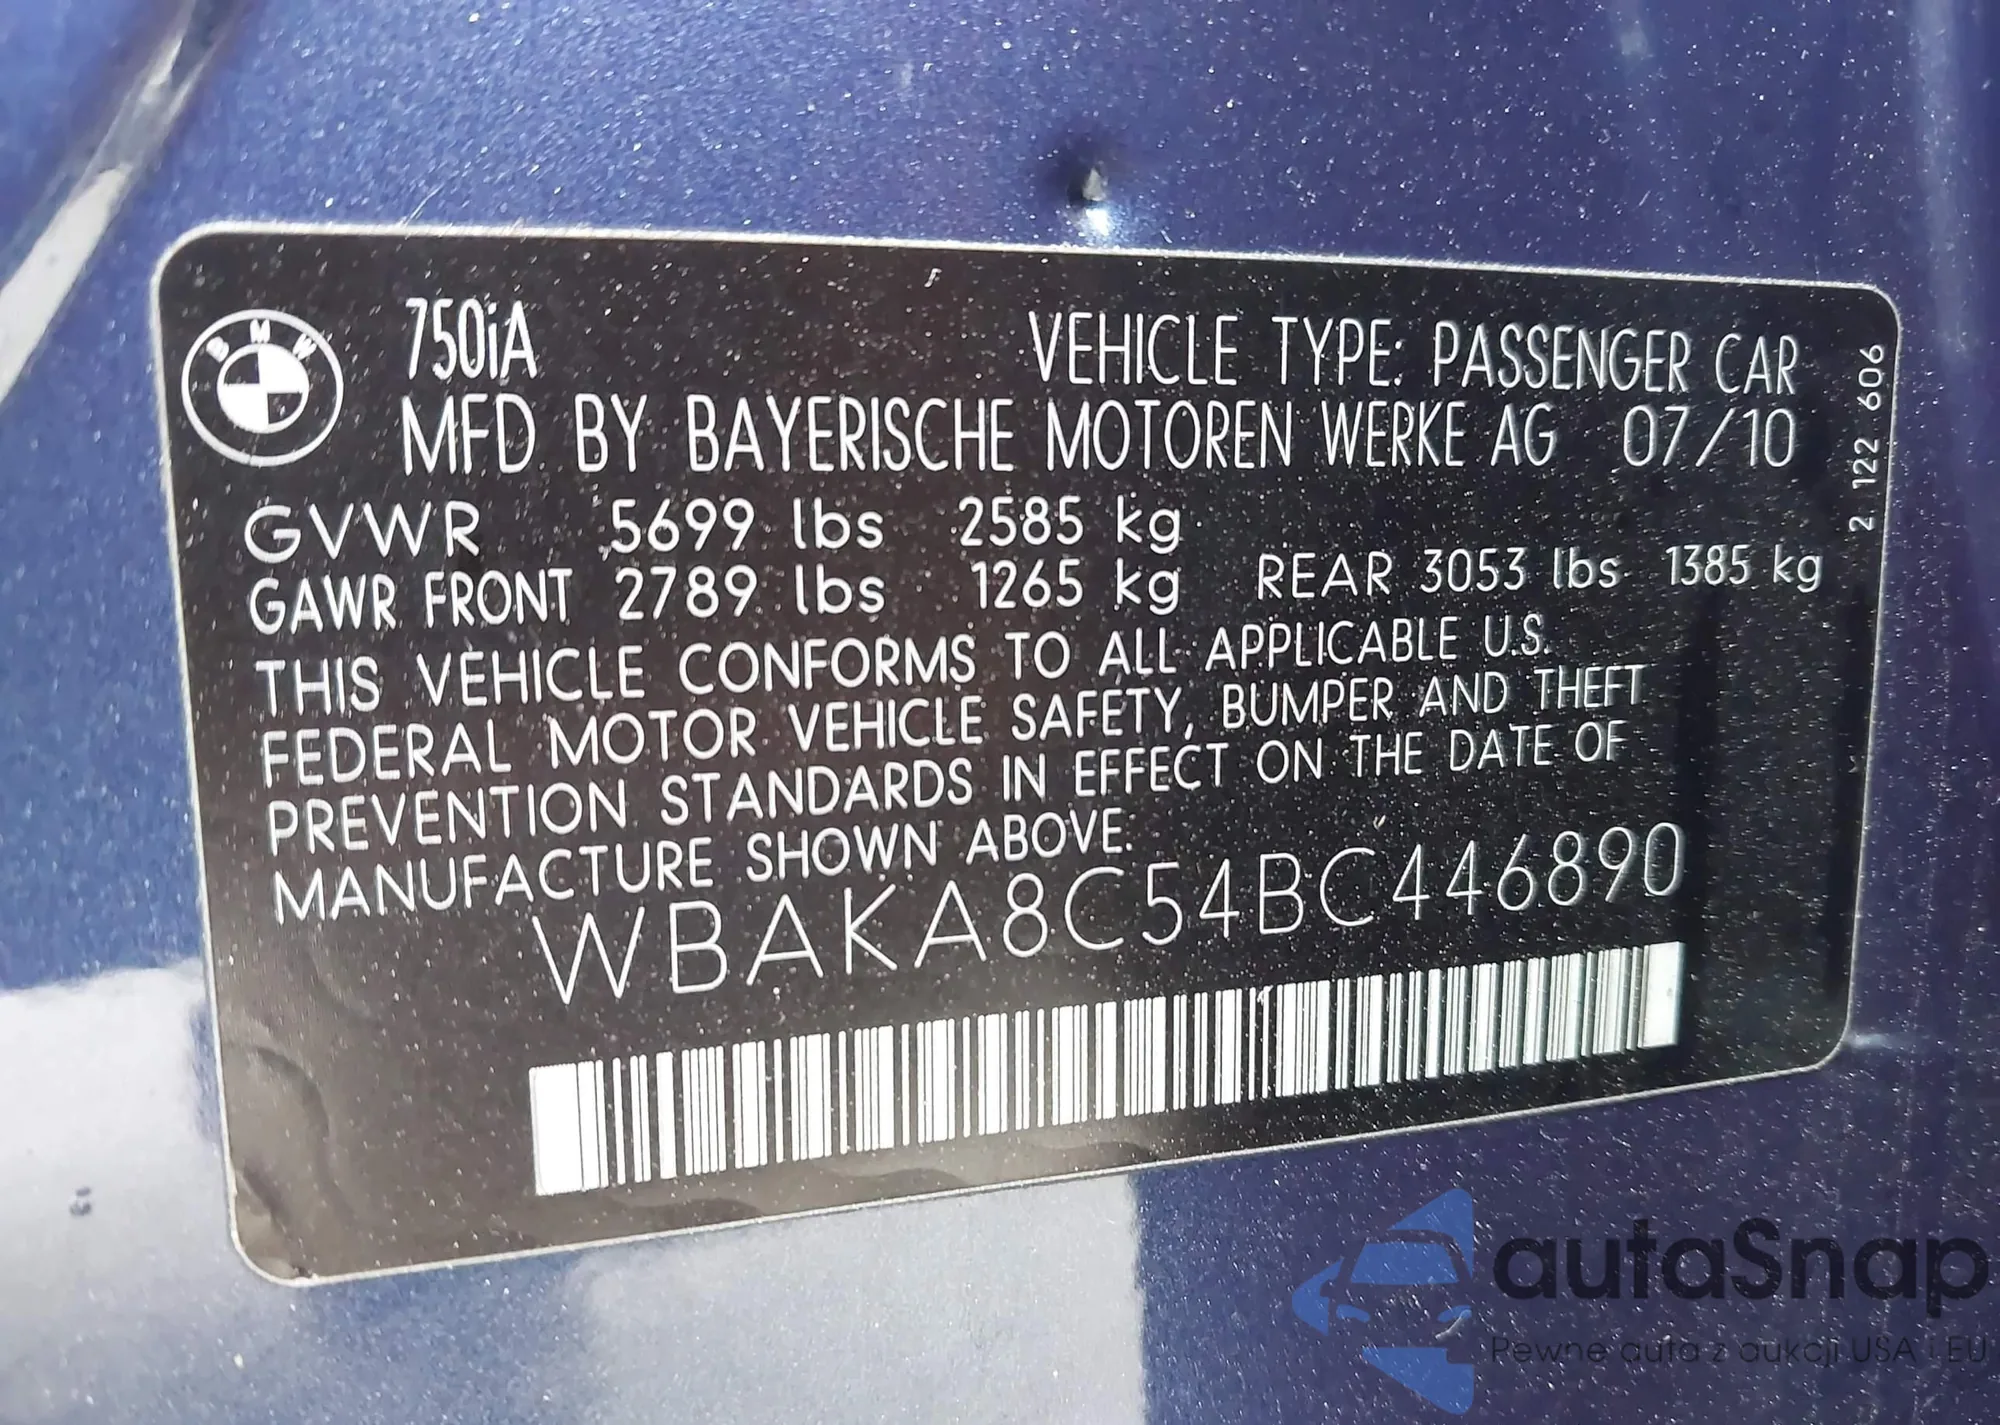 BMW
750iA
VEHICLE TYPE: PASSENGER CAR
MFD BY BAYERISCHE MOTOREN WERKE AG 07/10
GVWR 5699 lbs 2585 kg
GAWR FRONT 2789 lbs 1265 kg REAR 3053 lbs 1385 kg
THIS VEHICLE CONFORMS TO ALL APPLICABLE U.S.
FEDERAL MOTOR VEHICLE SAFETY, BUMPER AND THEFT
PREVENTION STANDARDS IN EFFECT ON THE DATE OF
MANUFACTURE SHOWN ABOVE.
WBAKA8C54BC446890
2 122 606
autaSnap
Pewne auta z aukcji USA i EU